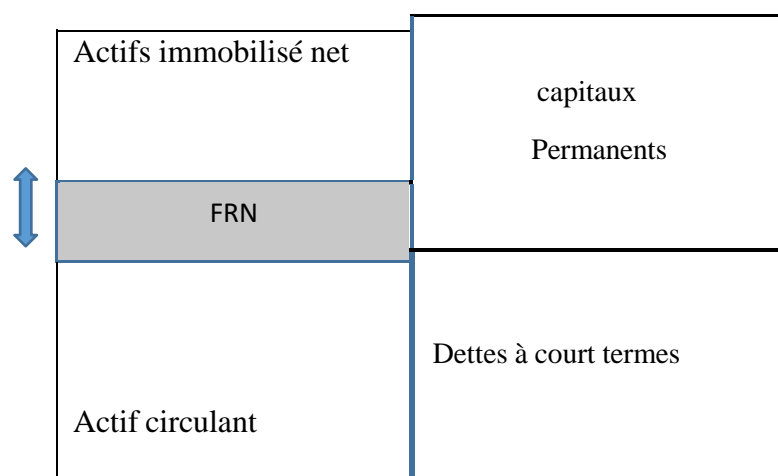 Actifs immobilisé net
capitaux
Permanents
FRN
Dettes à court termes
Actif circulant